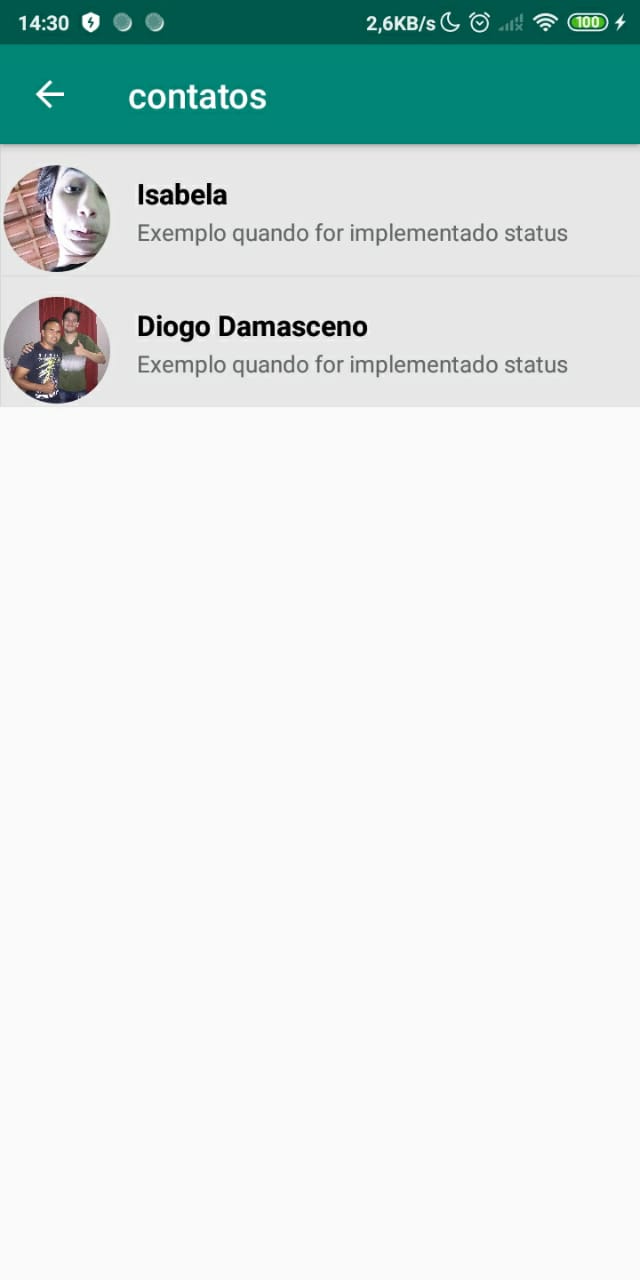 14:30 2,6KB/s 100
contatos
Isabela
Exemplo quando for implementado status
Diogo Damasceno
Exemplo quando for implementado status